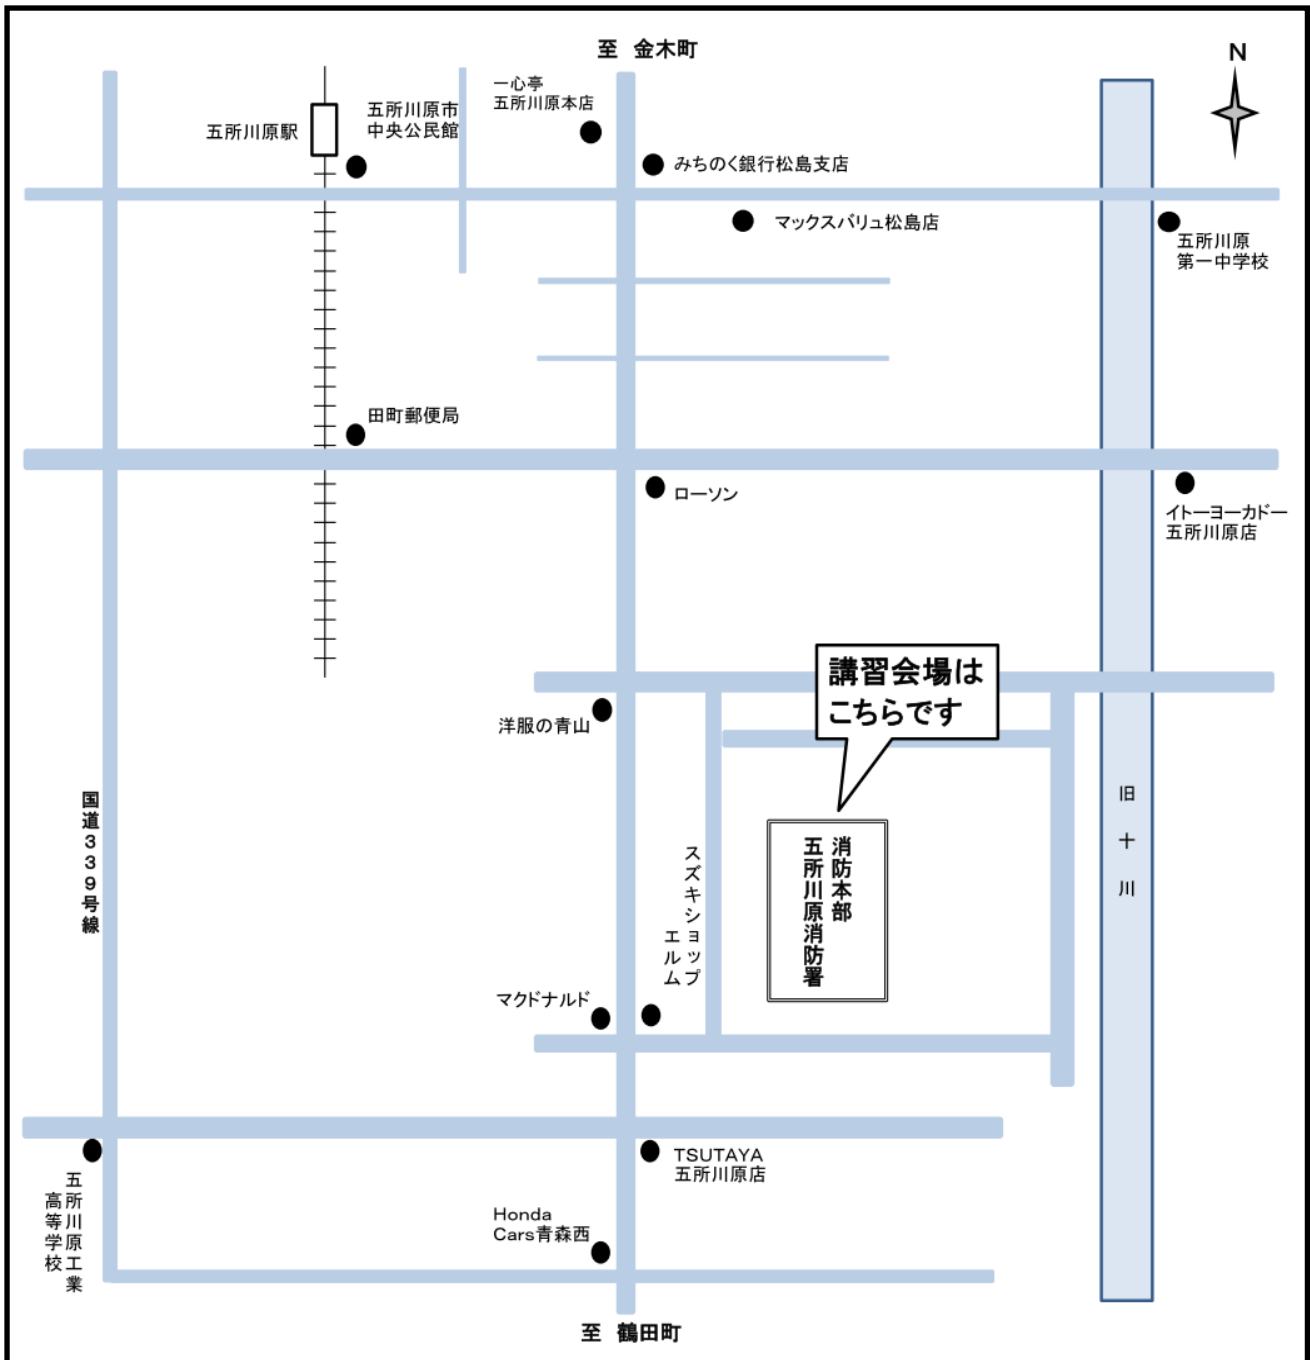 至 金木町
N
一心亭
五所川原本店
五所川原市
中央公民館
五所川原駅
みちのく銀行松島支店
マックスバリュ松島店
五所川原
第一中学校
田町郵便局
ローソン
イトーヨーカドー
五所川原店
講習会場は
こちらです
洋服の青山
国道339号線
旧十川
消防本部
五所川原消防署
スズキショップ
エルム
マクドナルド
TSUTAYA
五所川原店
五所川原工業
高等学校
Honda
Cars青森西
至 鶴田町